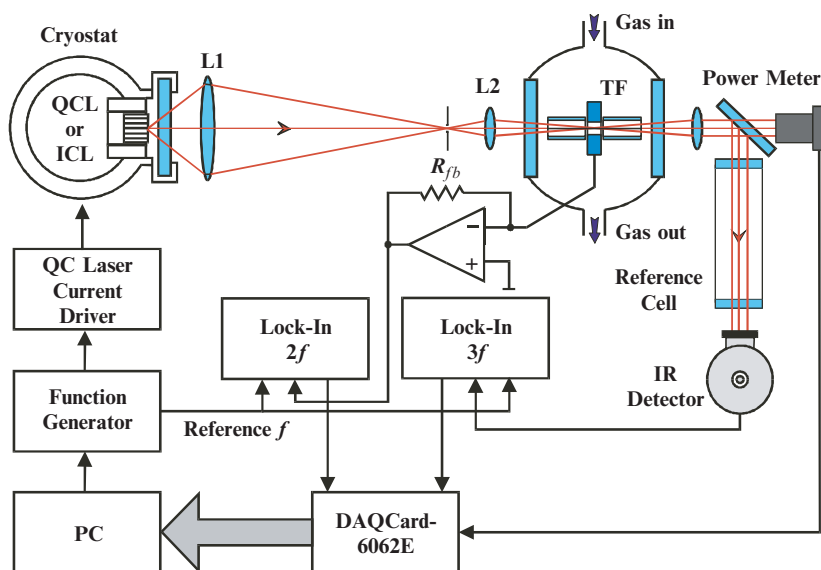 Cryostat
L1
Gas in
L2
TF
Power Meter
QCL
or
ICL
R_fb
−
+
Gas out
QC Laser
Current
Driver
Reference
Cell
Lock-In
2f
Lock-In
3f
Function
Generator
IR
Detector
Reference f
PC
DAQCard-
6062E